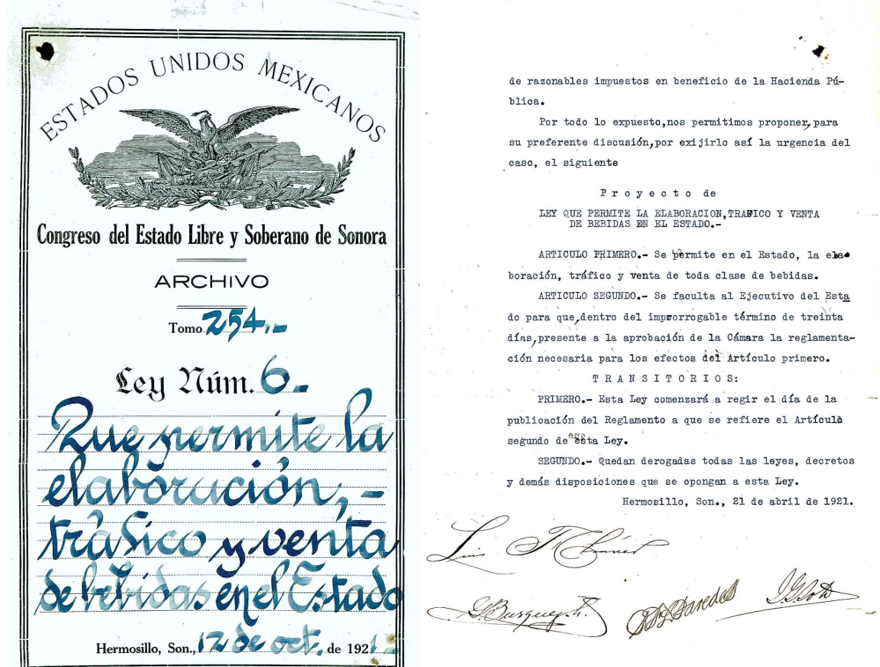 ESTADOS UNIDOS MEXICANOS
Congreso del Estado Libre y Soberano de Sonora
ARCHIVO
Tomo 254.-
Ley Núm. 6.-
Que permite la
elaboración, -
tráfico y venta
de bebidas en el Estado
Hermosillo, Son., 12 de oct. de 1921.-
de razonables impuestos en beneficio de la Hacienda Pú-
blica.
Por todo lo expuesto,nos permitimos proponer,para
su preferente discusión,por exijirlo así la urgencia del
caso, el siguiente
Proyecto de
LEY QUE PERMITE LA ELABORACION,TRAFICO Y VENTA
DE BEBIDAS EN EL ESTADO.-
ARTICULO PRIMERO.- Se permite en el Estado, la ela-
boración, tráfico y venta de toda clase de bebidas.
ARTICULO SEGUNDO.- Se faculta al Ejecutivo del Esta
do para que,dentro del improrrogable término de treinta
días,presente a la aprobación de la Cámara la reglamenta-
ción necesaria para los efectos del Artículo primero.
TRANSITORIOS:
PRIMERO.- Esta Ley comenzará a regir el día de la
publicación del Reglamento a que se refiere el Artículo
segundo de esta Ley.
SEGUNDO.- Quedan derogadas todas las leyes, decretos
y demás disposiciones que se opongan a esta Ley.
Hermosillo, Son., 21 de abril de 1921.
Luis